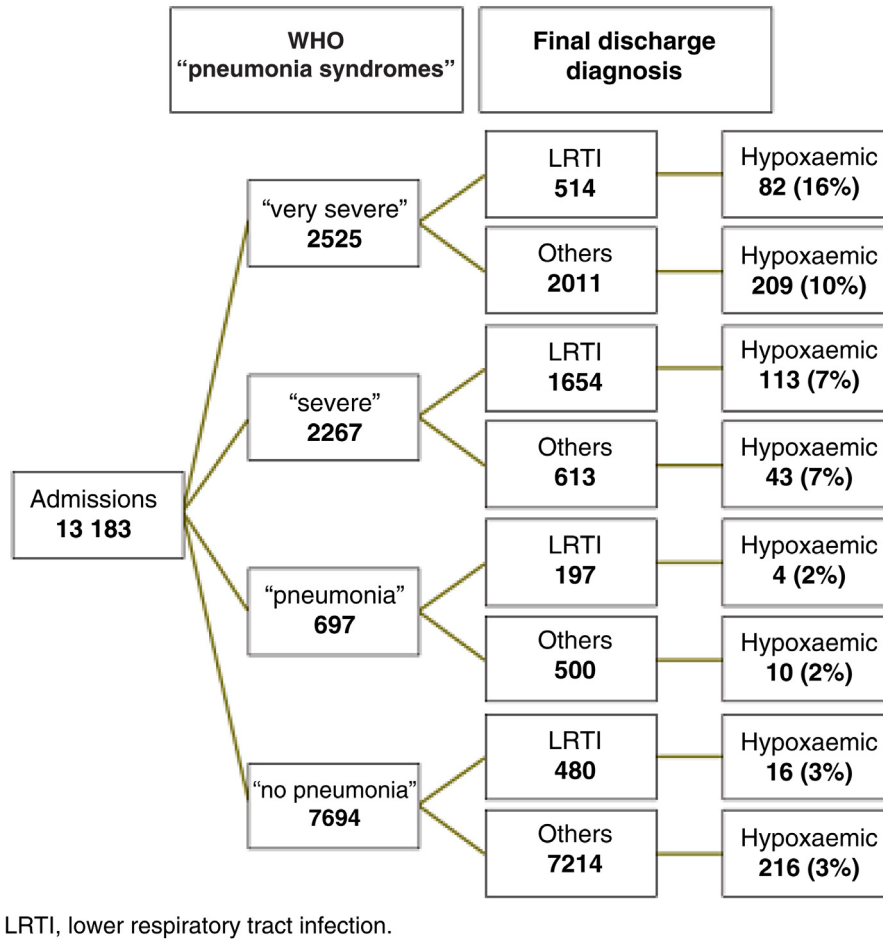 WHO
“pneumonia syndromes”
Final discharge
diagnosis
Admissions
13 183
“very severe”
2525
LRTI
514
Hypoxaemic
82 (16%)
Others
2011
Hypoxaemic
209 (10%)
“severe”
2267
LRTI
1654
Hypoxaemic
113 (7%)
Others
613
Hypoxaemic
43 (7%)
“pneumonia”
697
LRTI
197
Hypoxaemic
4 (2%)
Others
500
Hypoxaemic
10 (2%)
“no pneumonia”
7694
LRTI
480
Hypoxaemic
16 (3%)
Others
7214
Hypoxaemic
216 (3%)
LRTI, lower respiratory tract infection.